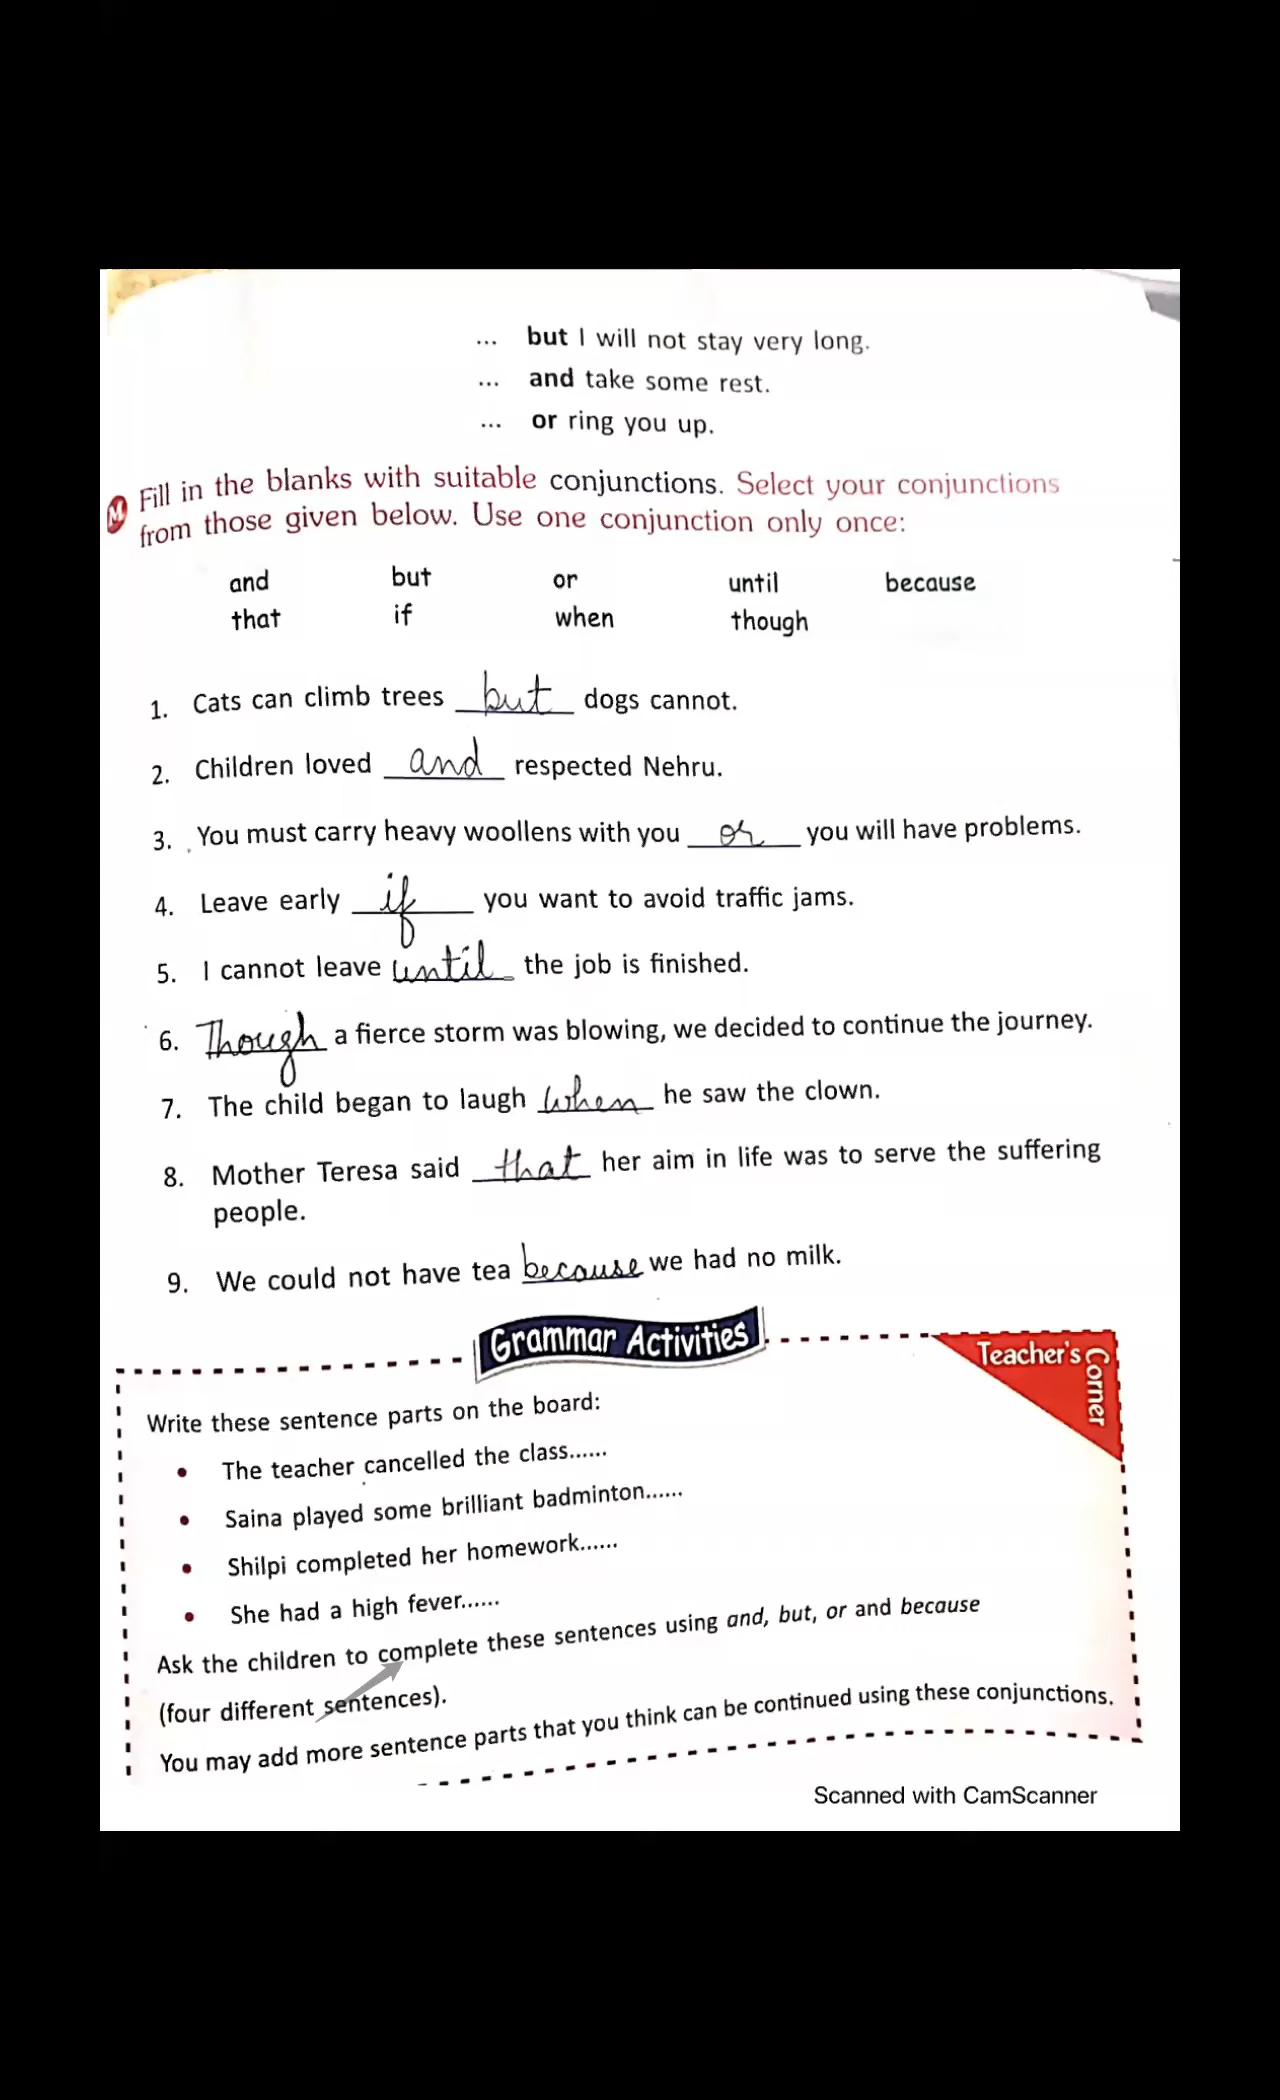 ... but I will not stay very long.
... and take some rest.
... or ring you up.
M Fill in the blanks with suitable conjunctions. Select your conjunctions
from those given below. Use one conjunction only once:
and but or until because
that if when though
1. Cats can climb trees but dogs cannot.
2. Children loved and respected Nehru.
3. You must carry heavy woollens with you or you will have problems.
4. Leave early if you want to avoid traffic jams.
5. I cannot leave until the job is finished.
6. Though a fierce storm was blowing, we decided to continue the journey.
7. The child began to laugh when he saw the clown.
8. Mother Teresa said that her aim in life was to serve the suffering
people.
9. We could not have tea because we had no milk.
Grammar Activities
Teacher's Corner
Write these sentence parts on the board:
• The teacher cancelled the class......
• Saina played some brilliant badminton......
• Shilpi completed her homework......
• She had a high fever......
Ask the children to complete these sentences using and, but, or and because
(four different sentences).
You may add more sentence parts that you think can be continued using these conjunctions.
Scanned with CamScanner